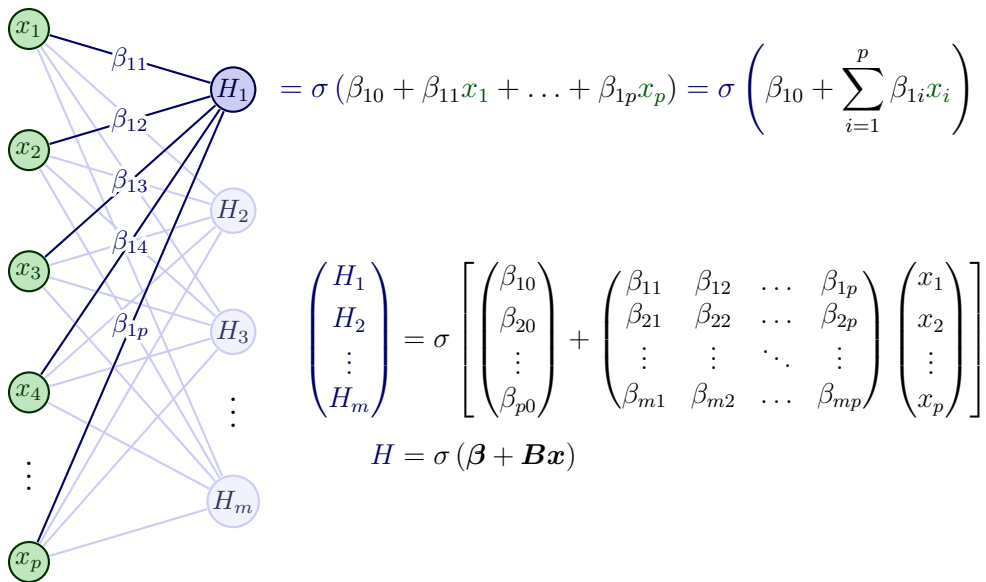 x₁
β₁₁
H₁ = σ (β₁₀ + β₁₁x₁ + … + β₁ₚxₚ) = σ (β₁₀ + ∑ᵢ₌₁ᵖ β₁ᵢxᵢ)
β₁₂
x₂
β₁₃
H₂
β₁₄
x₃
β₁ₚ
H₃
x₄
⋮
⋮
Hₘ
xₚ
(H₁ H₂ ⋮ Hₘ) = σ [(β₁₀ β₂₀ ⋮ βₚ₀) + (β₁₁ β₁₂ … β₁ₚ
β₂₁ β₂₂ … β₂ₚ
⋮ ⋮ ⋱ ⋮
βₘ₁ βₘ₂ … βₘₚ) (x₁ x₂ ⋮ xₚ)]
H = σ (β + Bx)